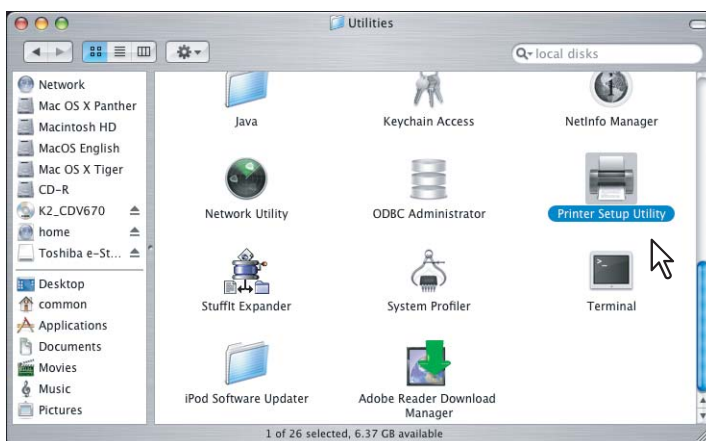 Utilities
local disks
Network
Mac OS X Panther
Macintosh HD
MacOS English
Mac OS X Tiger
CD-R
K2_CDV670
home
Toshiba e-St...
Desktop
common
Applications
Documents
Movies
Music
Pictures
Java
Keychain Access
NetInfo Manager
Network Utility
ODBC Administrator
Printer Setup Utility
StuffIt Expander
System Profiler
Terminal
iPod Software Updater
Adobe Reader Download
Manager
1 of 26 selected, 6.37 GB available